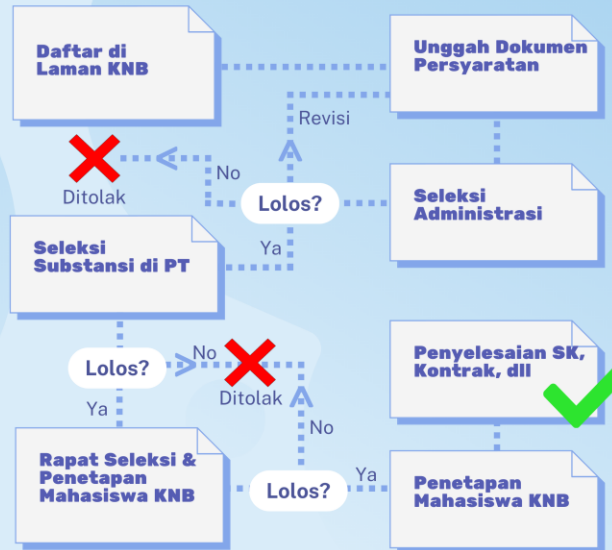 Daftar di
Laman KNB
Unggah Dokumen
Persyaratan
Revisi
No
Ditolak
Lolos?
Seleksi
Administrasi
Ya
Seleksi
Substansi di PT
No
Lolos?
Ditolak
Penyelesaian SK,
Kontrak, dll
Ya
No
Rapat Seleksi &
Penetapan
Mahasiswa KNB
Lolos?
Ya
Penetapan
Mahasiswa KNB